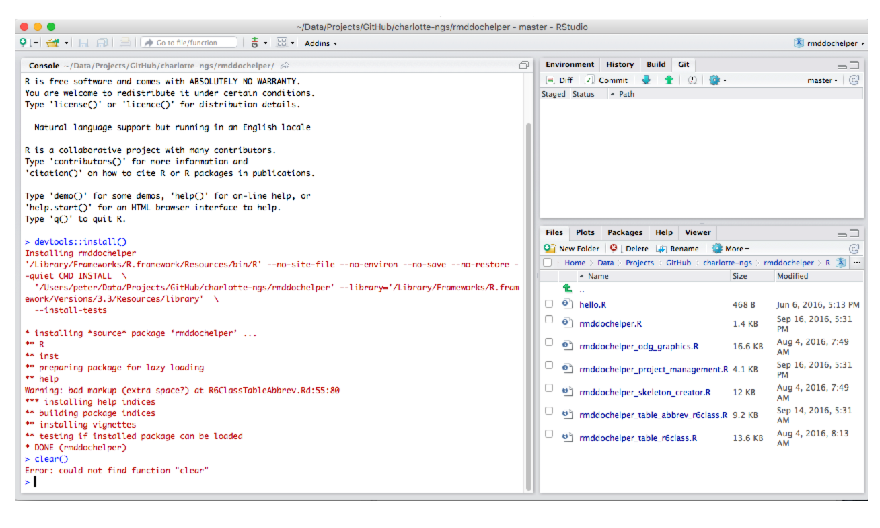 ~/Data/Projects/GitHub/charlotte-ngs/rmddochelper - master - RStudio
Go to file/function
Addins
rmddochelper
Console ~/Data/Projects/GitHub/charlotte-ngs/rmddochelper/
R is free software and comes with ABSOLUTELY NO WARRANTY.
You are welcome to redistribute it under certain conditions.
Type 'license()' or 'licence()' for distribution details.
Natural language support but running in an English locale
R is a collaborative project with many contributors.
Type 'contributors()' for more information and
'citation()' on how to cite R or R packages in publications.
Type 'demo()' for some demos, 'help()' for on-line help, or
'help.start()' for an HTML browser interface to help.
Type 'q()' to quit R.
> devtools::install()
Installing rmddochelper
'/Library/Frameworks/R.framework/Resources/bin/R' --no-site-file --no-environ --no-save --no-restore -
-quiet CMD INSTALL \
'/Users/peter/Data/Projects/GitHub/charlotte-ngs/rmddochelper' --library='/Library/Frameworks/R.fram
ework/Versions/3.3/Resources/library' \
--install-tests
* installing *source* package 'rmddochelper' ...
** R
** inst
** preparing package for lazy loading
** help
Warning: bad markup (extra space?) at R6ClassTableAbbrev.Rd:55:80
*** installing help indices
** building package indices
** installing vignettes
** testing if installed package can be loaded
* DONE (rmddochelper)
> clear()
Error: could not find function "clear"
>
Environment History Build Git
Diff Commit master
Staged Status Path
Files Plots Packages Help Viewer
New Folder Delete Rename More
Home Data Projects GitHub charlotte-ngs rmddochelper R ...
Name Size Modified
..
hello.R 468 B Jun 6, 2016, 5:13 PM
rmddochelper.R 1.4 KB Sep 16, 2016, 5:31 PM
rmddochelper_odg_graphics.R 16.6 KB Aug 4, 2016, 7:49 AM
rmddochelper_project_management.R 4.1 KB Sep 16, 2016, 5:31 PM
rmddochelper_skeleton_creator.R 12 KB Aug 4, 2016, 7:49 AM
rmddochelper_table_abbrev_r6class.R 9.2 KB Sep 14, 2016, 5:31 AM
rmddochelper_table_r6class.R 13.6 KB Aug 4, 2016, 8:13 AM